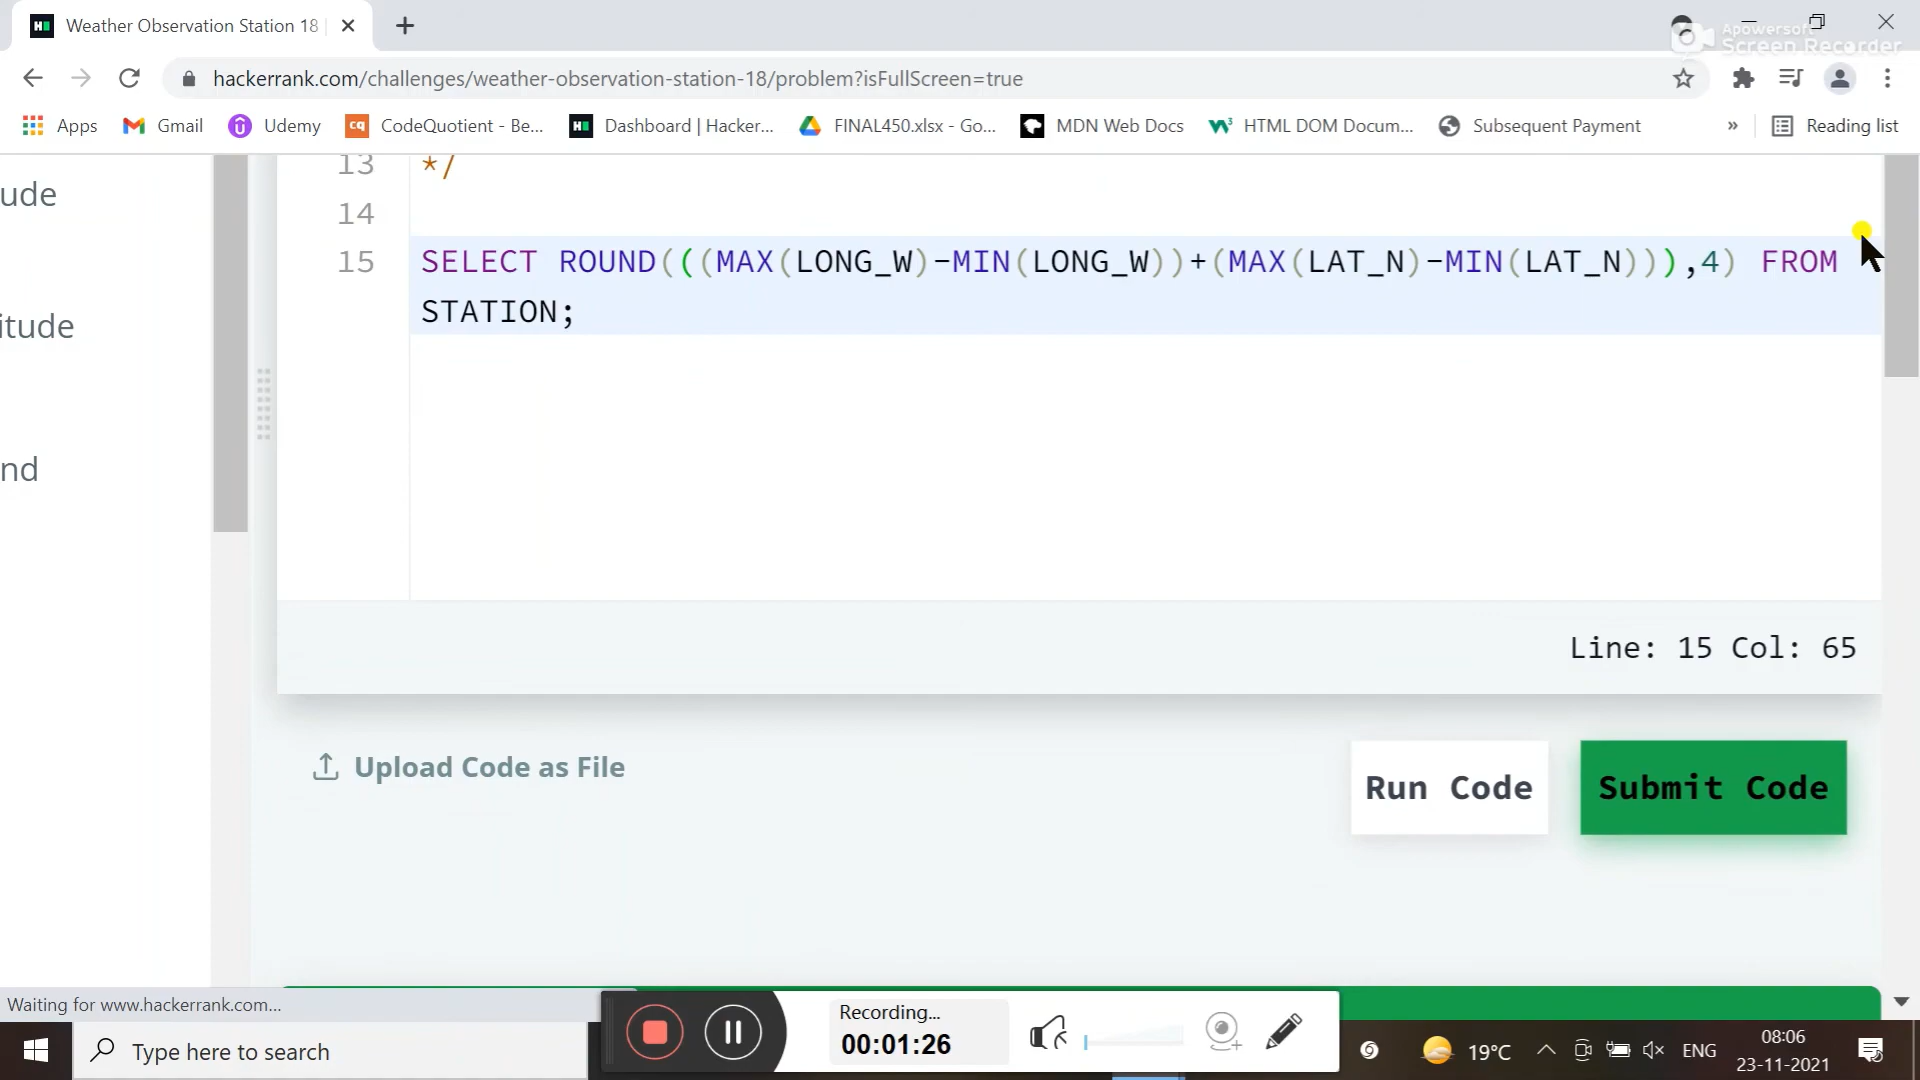 Weather Observation Station 18
Apowersoft
Screen Recorder
hackerrank.com/challenges/weather-observation-station-18/problem?isFullScreen=true
Apps
Gmail
Udemy
CodeQuotient - Be...
Dashboard | Hacker...
FINAL450.xlsx - Go...
MDN Web Docs
HTML DOM Docum...
Subsequent Payment
»
Reading list
ude
itude
nd
13 */
14
15 SELECT ROUND(((MAX(LONG_W)-MIN(LONG_W))+(MAX(LAT_N)-MIN(LAT_N))),4) FROM
STATION;
Line: 15 Col: 65
Upload Code as File
Run Code
Submit Code
Waiting for www.hackerrank.com...
Recording...
00:01:26
Type here to search
19°C
ENG
08:06
23-11-2021